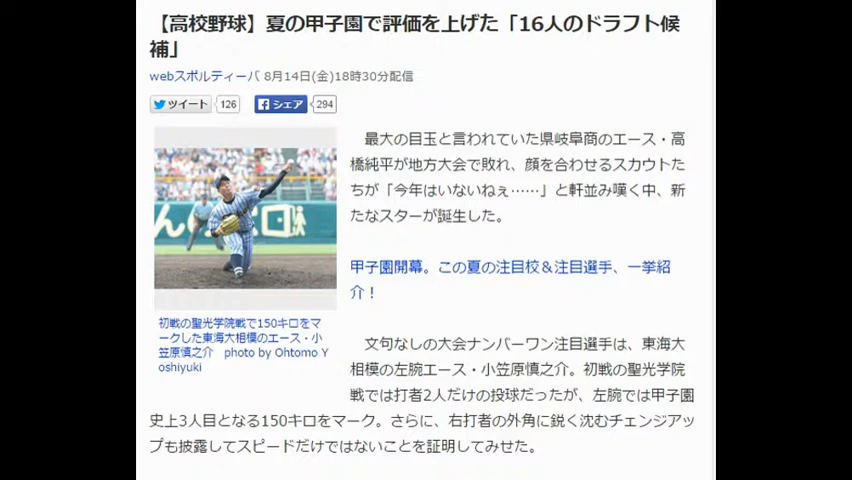 【高校野球】夏の甲子園で評価を上げた「16人のドラフト候
補」
webスポルティーバ 8月14日(金)18時30分配信
ツイート 126 シェア 294
最大の目玉と言われていた県岐阜商のエース・高
橋純平が地方大会で敗れ、顔を合わせるスカウトた
ちが「今年はいないねぇ……」と軒並み嘆く中、新
たなスターが誕生した。
甲子園開幕。この夏の注目校＆注目選手、一挙紹
介！
初戦の聖光学院戦で150キロをマ
ークした東海大相模のエース・小
笠原慎之介 photo by Ohtomo Y
oshiyuki
文句なしの大会ナンバーワン注目選手は、東海大
相模の左腕エース・小笠原慎之介。初戦の聖光学院
戦では打者2人だけの投球だったが、左腕では甲子園
史上3人目となる150キロをマーク。さらに、右打者の外角に鋭く沈むチェンジアッ
プも披露してスピードだけではないことを証明してみせた。